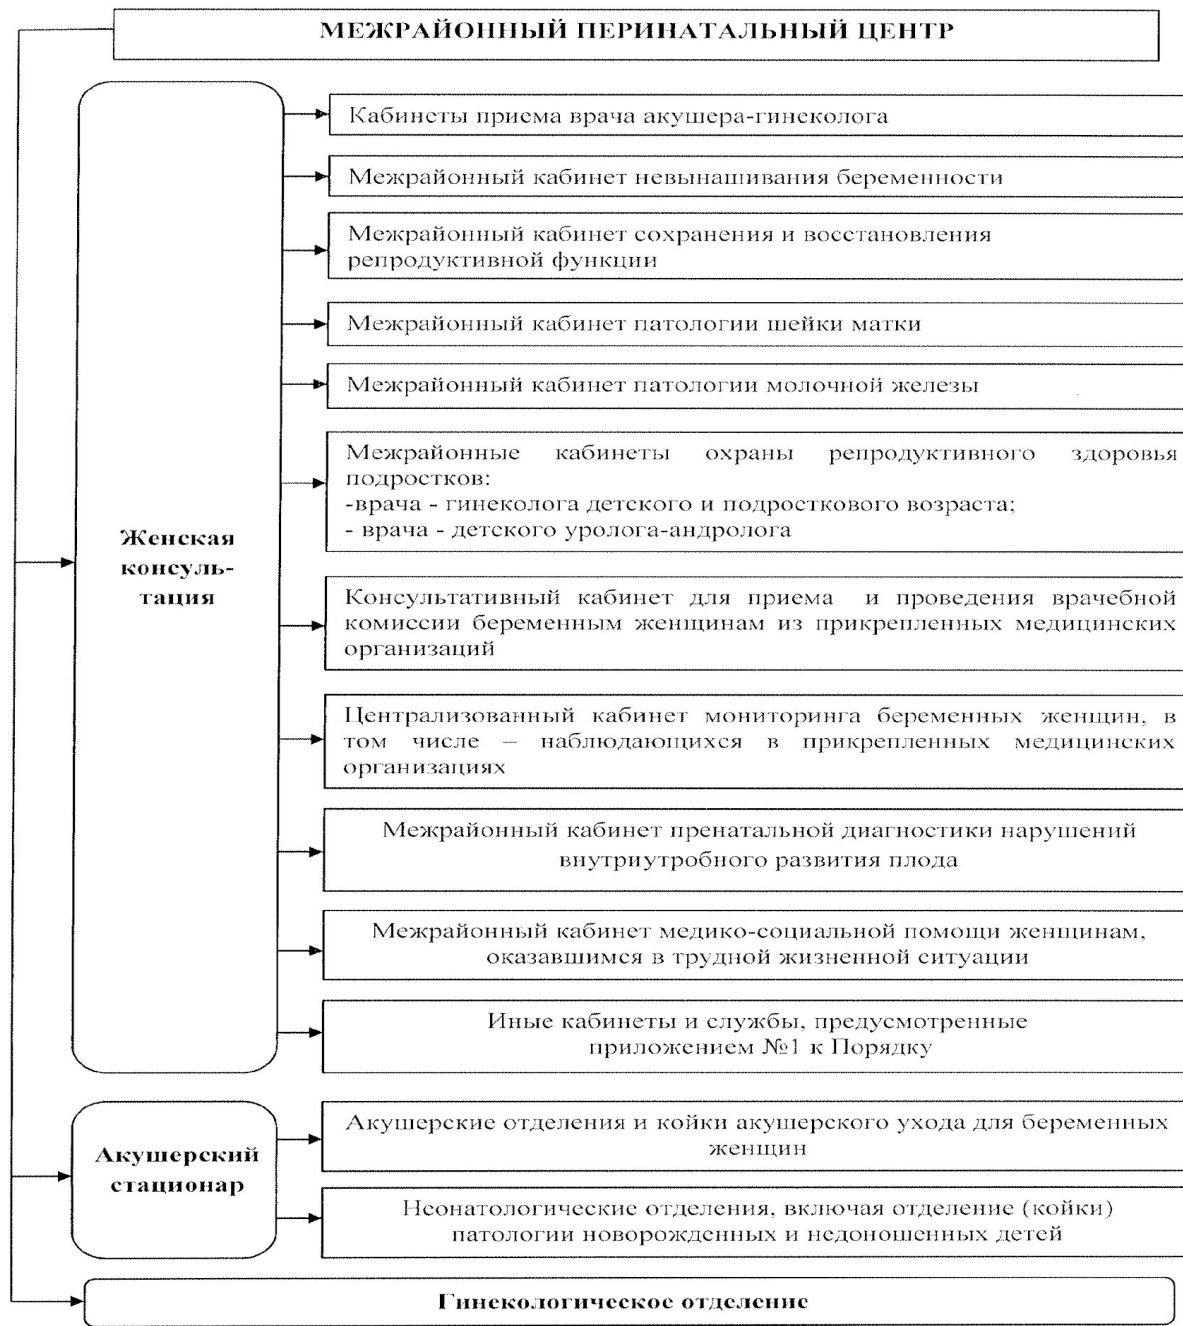 МЕЖРАЙОННЫЙ ПЕРИНАТАЛЬНЫЙ ЦЕНТР
Женская
консуль-
тация
Кабинеты приема врача акушера-гинеколога
Межрайонный кабинет невынашивания беременности
Межрайонный кабинет сохранения и восстановления
репродуктивной функции
Межрайонный кабинет патологии шейки матки
Межрайонный кабинет патологии молочной железы
Межрайонные кабинеты охраны репродуктивного здоровья
подростков:
-врача - гинеколога детского и подросткового возраста;
- врача - детского уролога-андролога
Консультативный кабинет для приема и проведения врачебной
комиссии беременным женщинам из прикрепленных медицинских
организаций
Централизованный кабинет мониторинга беременных женщин, в
том числе – наблюдающихся в прикрепленных медицинских
организациях
Межрайонный кабинет пренатальной диагностики нарушений
внутриутробного развития плода
Межрайонный кабинет медико-социальной помощи женщинам,
оказавшимся в трудной жизненной ситуации
Иные кабинеты и службы, предусмотренные
приложением №1 к Порядку
Акушерский
стационар
Акушерские отделения и койки акушерского ухода для беременных
женщин
Неонатологические отделения, включая отделение (койки)
патологии новорожденных и недоношенных детей
Гинекологическое отделение